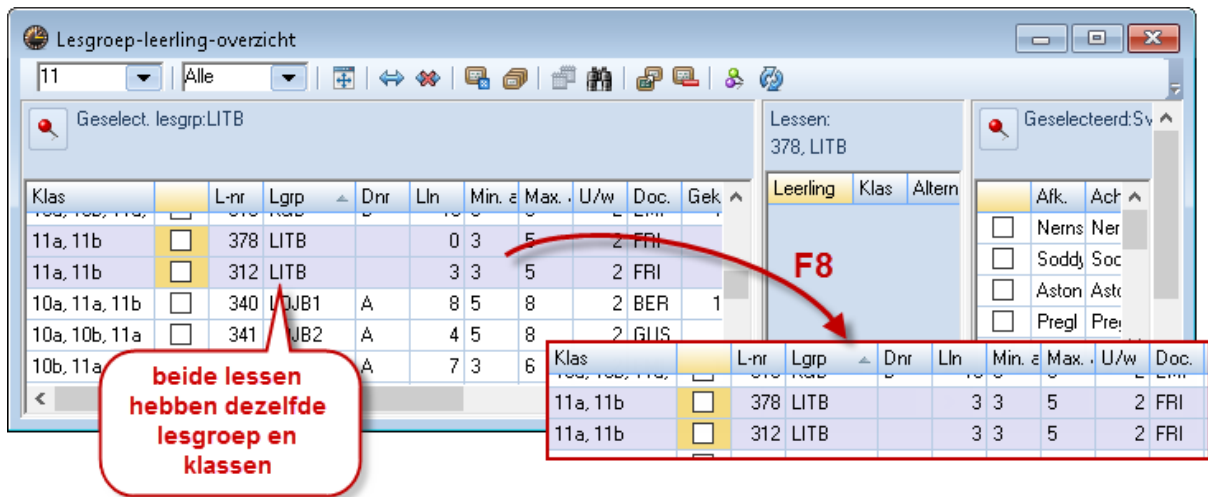 Lesgroep-leerling-overzicht
11 Alle
Geselect. lesgrp:LITB
Lessen:
378, LITB
Geselecteerd:Sv
Klas L-nr Lgrp Dnr Lln Min. a Max. U/w Doc. Gek
11a, 11b 378 LITB 0 3 5 2 FRI
11a, 11b 312 LITB 3 3 5 2 FRI
10a, 11a, 11b 340 A 8 5 8 2 BER 1
10a, 10b, 11a 341 A 4 5 8 2 GUS
10b, 11a A 7 3 6
Leerling Klas Altern
Afk. Ach
Nerns Ner
Soddy Soc
Aston Asto
Pregl Preg
F8
beide lessen
hebben dezelfde
lesgroep en
klassen
Klas L-nr Lgrp Dnr Lln Min. a Max. U/w Doc.
11a, 11b 378 LITB 3 3 5 2 FRI
11a, 11b 312 LITB 3 3 5 2 FRI